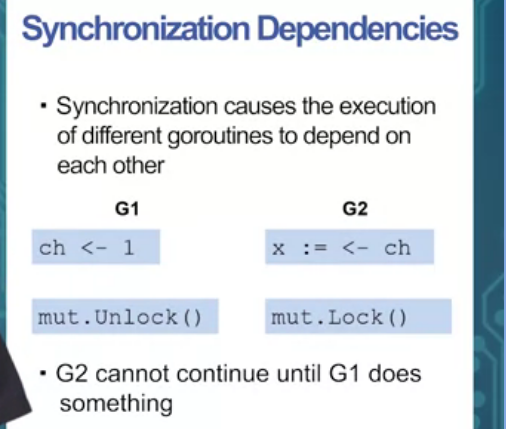 Synchronization Dependencies
▪ Synchronization causes the execution
of different goroutines to depend on
each other
G1 G2
ch <- 1 x := <- ch
mut.Unlock() mut.Lock()
▪ G2 cannot continue until G1 does
something